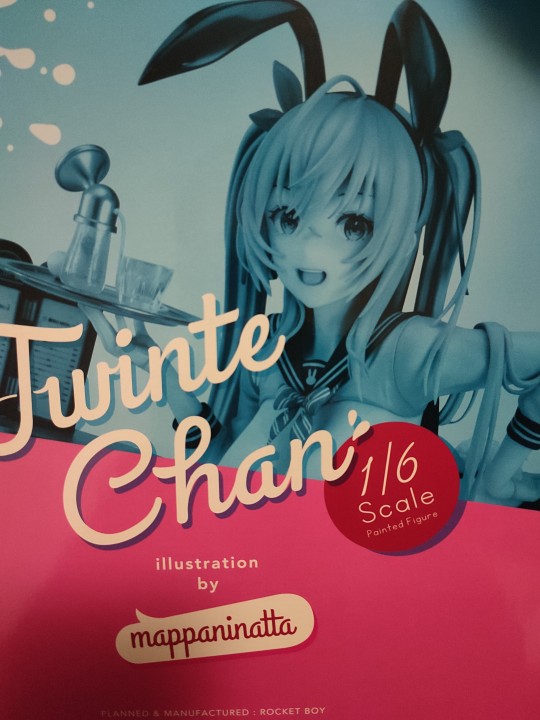 Twinte
Chan
1/6
Scale
Painted Figure
illustration
by
mappaninatta
PLANNED & MANUFACTURED : ROCKET BOY